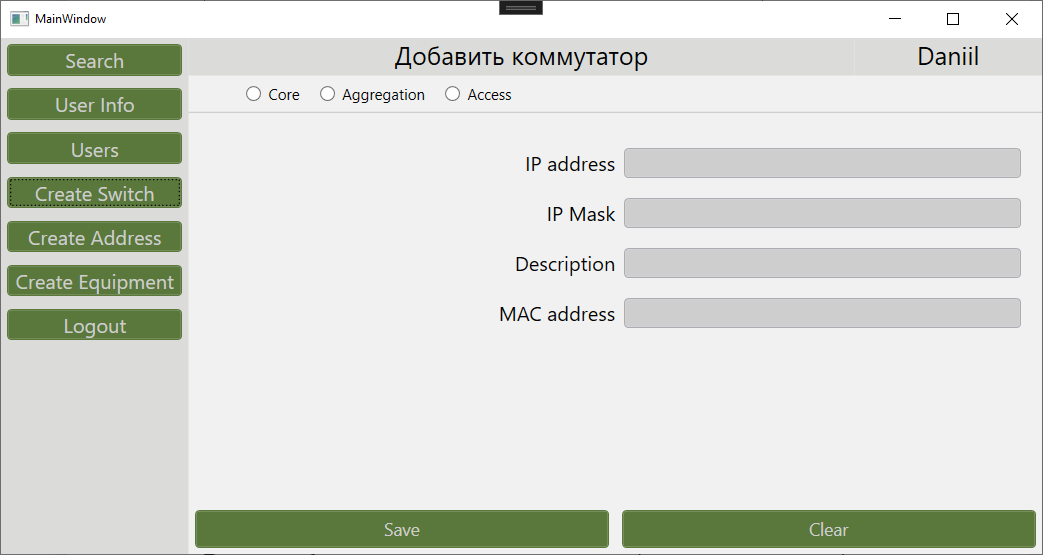 MainWindow
Добавить коммутатор Daniil
Search
User Info
Users
Create Switch
Create Address
Create Equipment
Logout
Core Aggregation Access
IP address
IP Mask
Description
MAC address
Save Clear